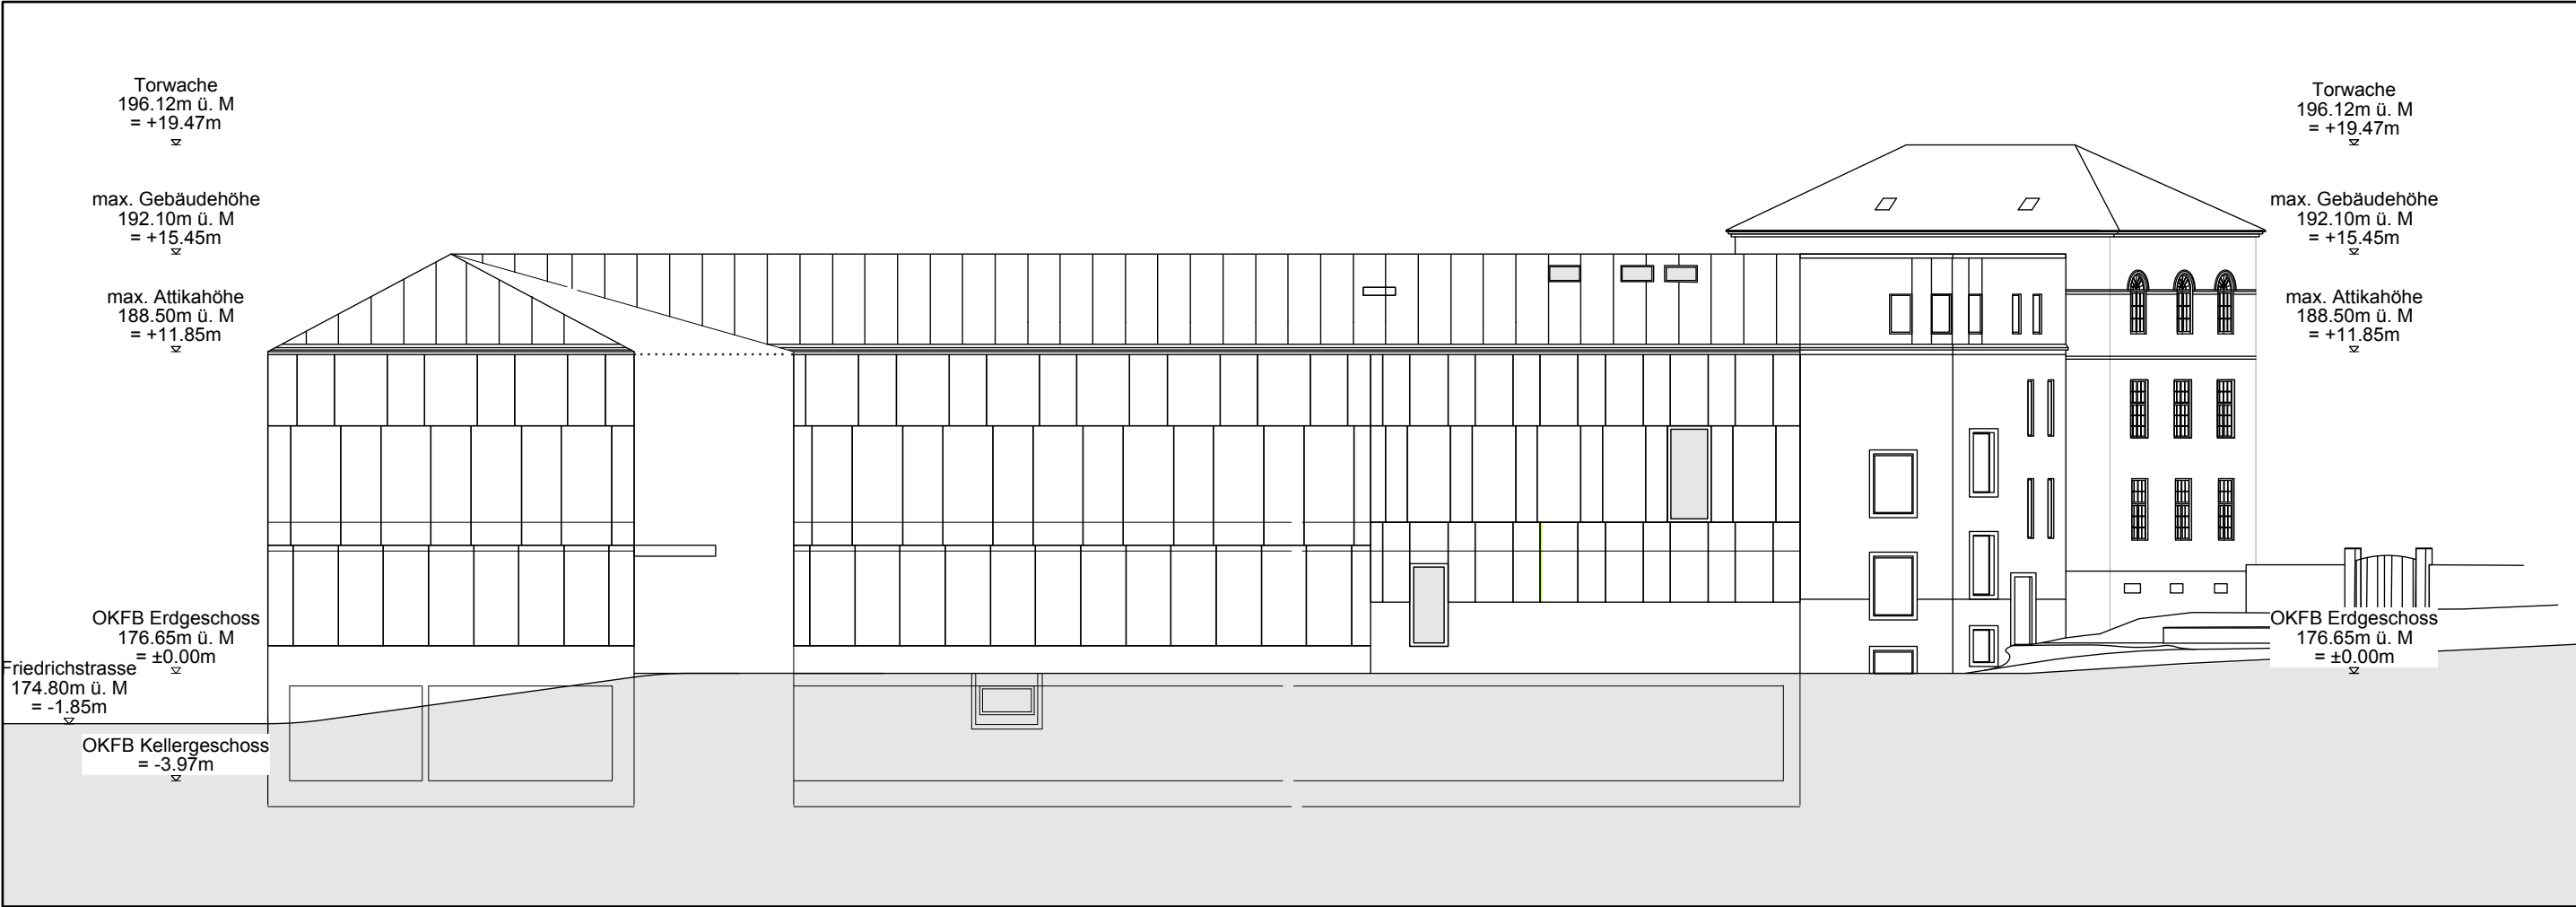 Torwache
196.12m ü. M
= +19.47m
max. Gebäudehöhe
192.10m ü. M
= +15.45m
max. Attikahöhe
188.50m ü. M
= +11.85m
OKFB Erdgeschoss
176.65m ü. M
= ±0.00m
Friedrichstrasse
174.80m ü. M
= -1.85m
OKFB Kellergeschoss
= -3.97m
Torwache
196.12m ü. M
= +19.47m
max. Gebäudehöhe
192.10m ü. M
= +15.45m
max. Attikahöhe
188.50m ü. M
= +11.85m
OKFB Erdgeschoss
176.65m ü. M
= ±0.00m